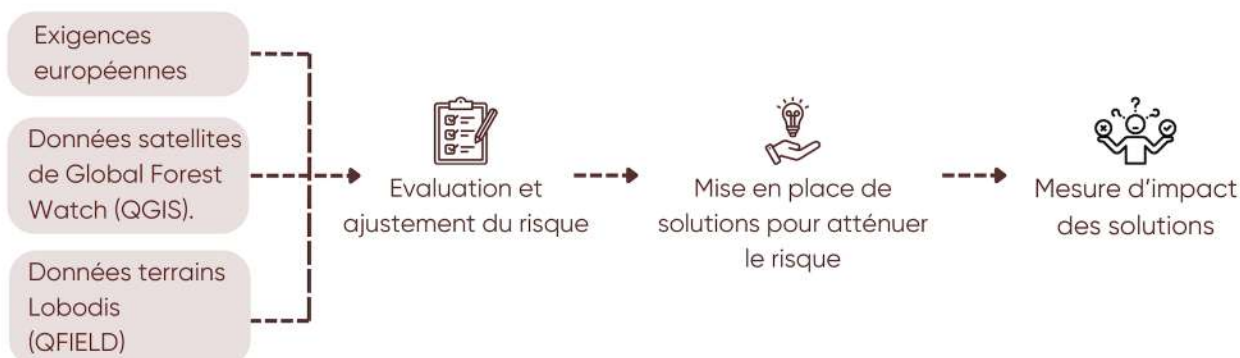 Exigences
européennes
Données satellites
de Global Forest
Watch (QGIS).
Données terrains
Lobodis
(QFIELD)
Evaluation et
ajustement du risque
Mise en place de
solutions pour atténuer
le risque
Mesure d'impact
des solutions